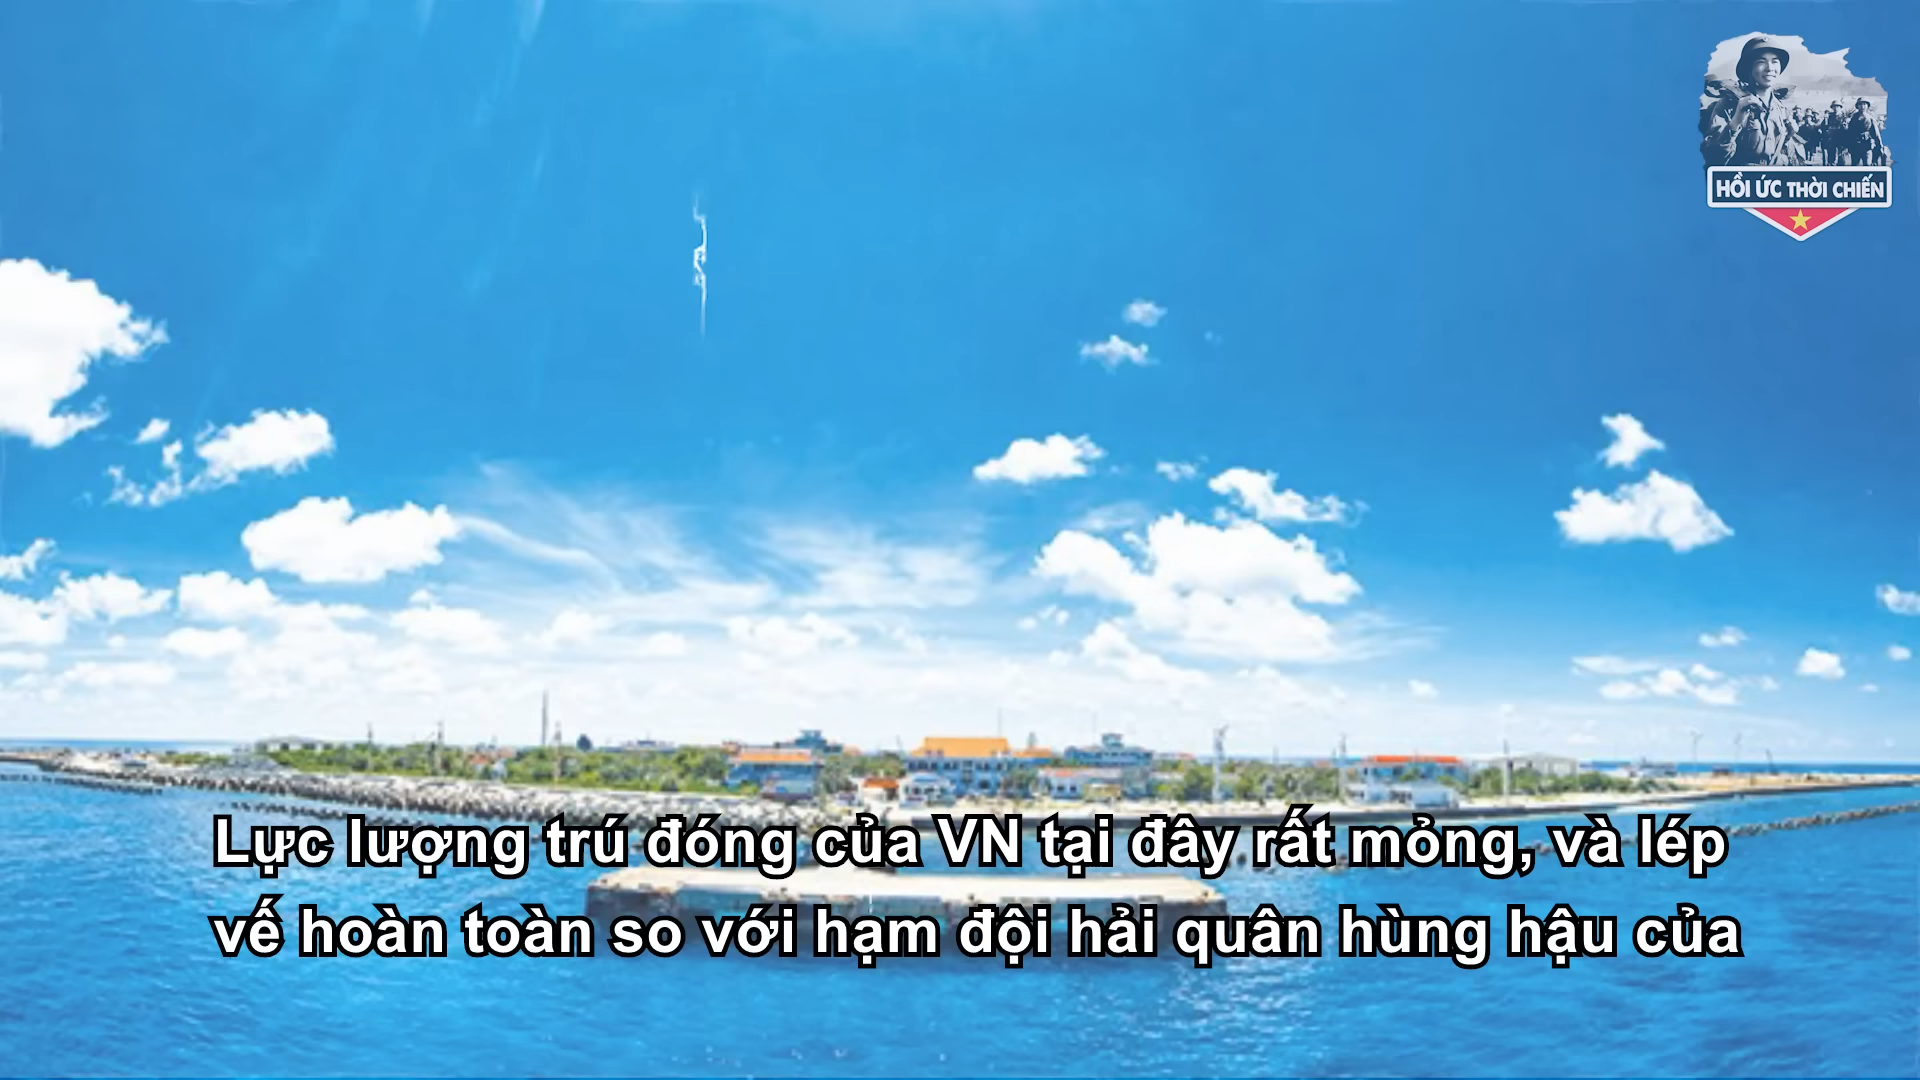 HỒI ỨC THỜI CHIẾN
Lực lượng trú đóng của VN tại đây rất mỏng, và lép
vế hoàn toàn so với hạm đội hải quân hùng hậu của